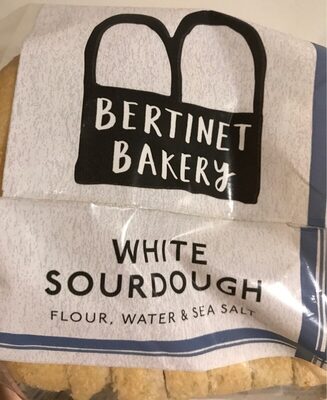 BERTINET
BAKERY
WHITE
SOURDOUGH
FLOUR, WATER & SEA SALT